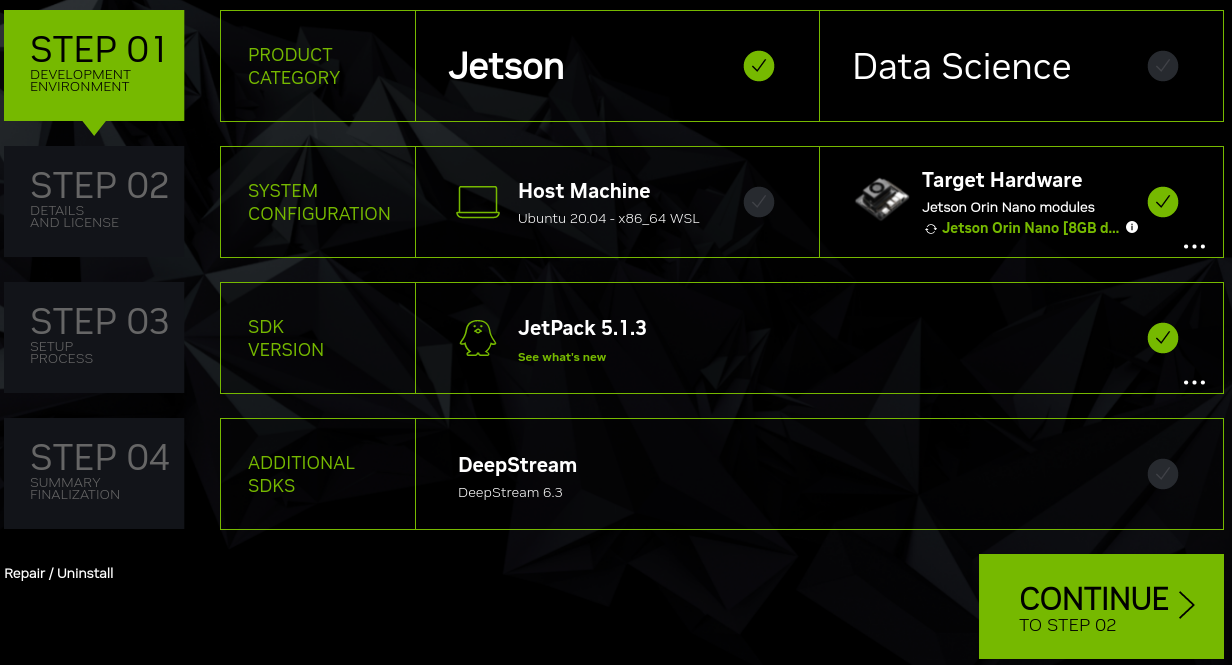 STEP 01
DEVELOPMENT
ENVIRONMENT
PRODUCT
CATEGORY
Jetson
Data Science
STEP 02
DETAILS
AND LICENSE
SYSTEM
CONFIGURATION
Host Machine
Ubuntu 20.04 - x86_64 WSL
Target Hardware
Jetson Orin Nano modules
Jetson Orin Nano [8GB d...
STEP 03
SETUP
PROCESS
SDK
VERSION
JetPack 5.1.3
See what's new
STEP 04
SUMMARY
FINALIZATION
ADDITIONAL
SDKS
DeepStream
DeepStream 6.3
Repair / Uninstall
CONTINUE
TO STEP 02